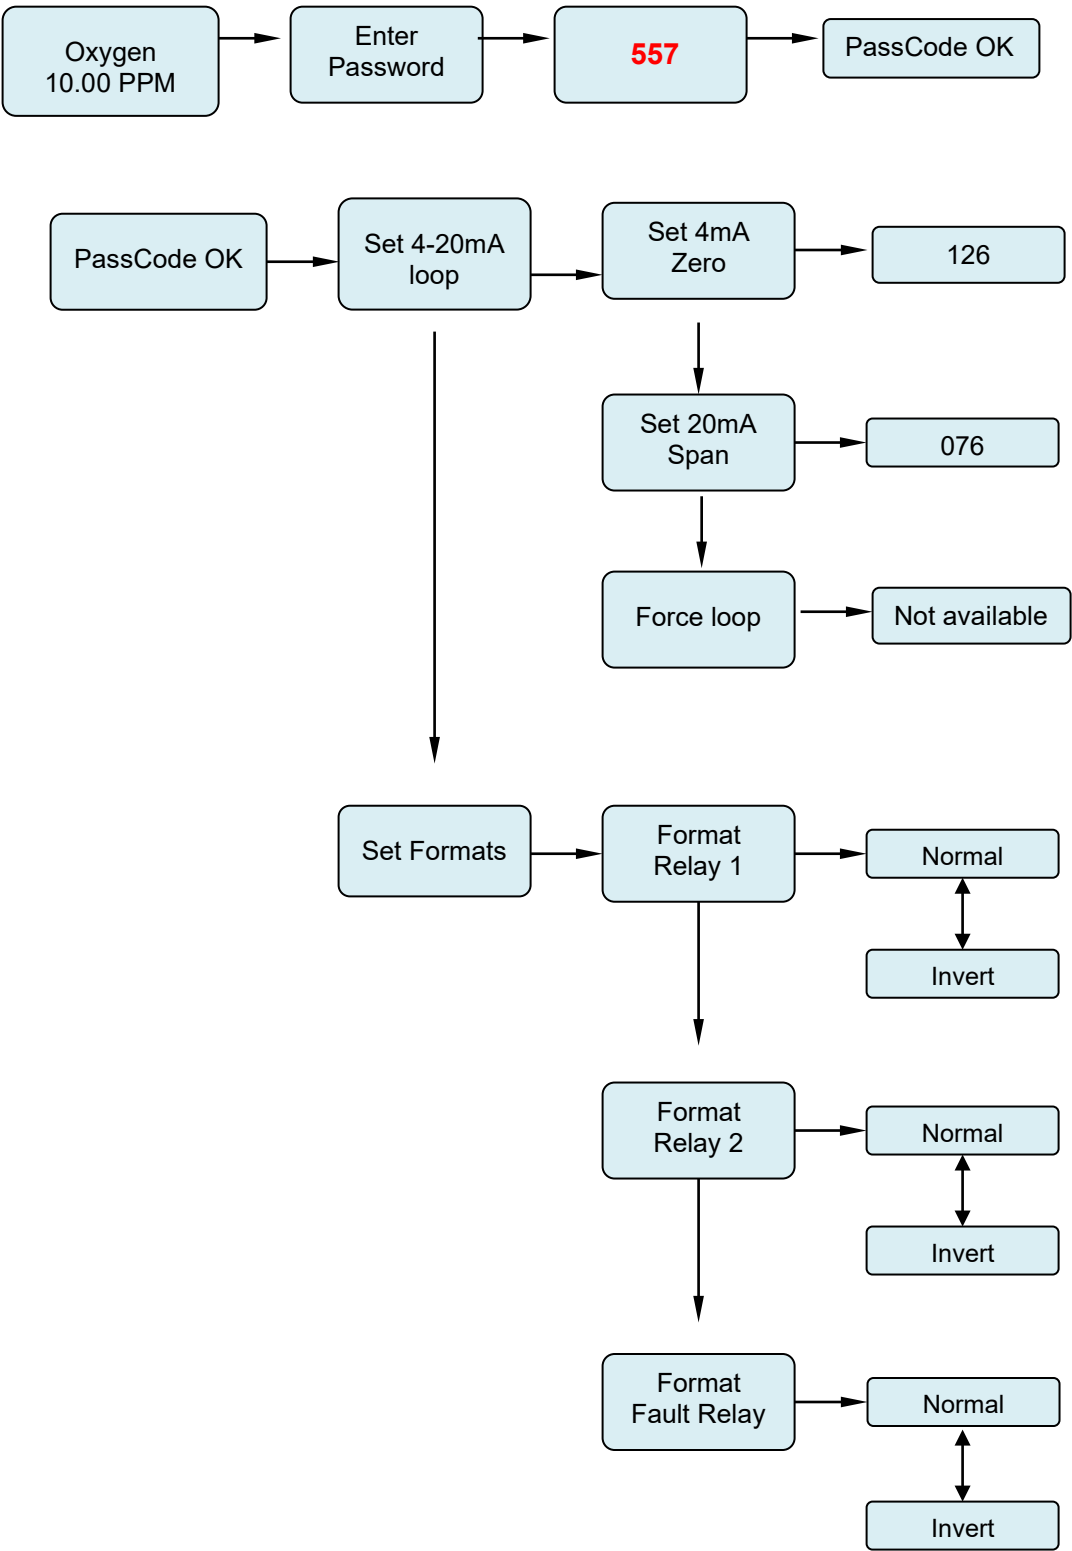 Oxygen
10.00 PPM
Enter
Password
557
PassCode OK
PassCode OK
Set 4-20mA
loop
Set 4mA
Zero
126
Set 20mA
Span
076
Force loop
Not available
Set Formats
Format
Relay 1
Normal
Invert
Format
Relay 2
Normal
Invert
Format
Fault Relay
Normal
Invert